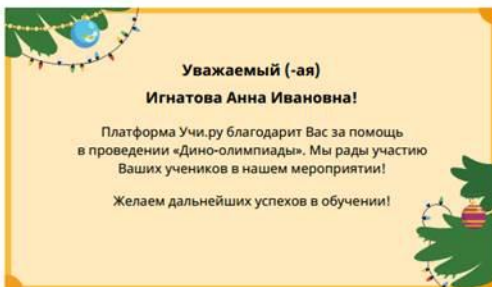 Уважаемый (-ая)
Игнатова Анна Ивановна!
Платформа Учи.ру благодарит Вас за помощь
в проведении «Дино-олимпиады». Мы рады участию
Ваших учеников в нашем мероприятии!
Желаем дальнейших успехов в обучении!